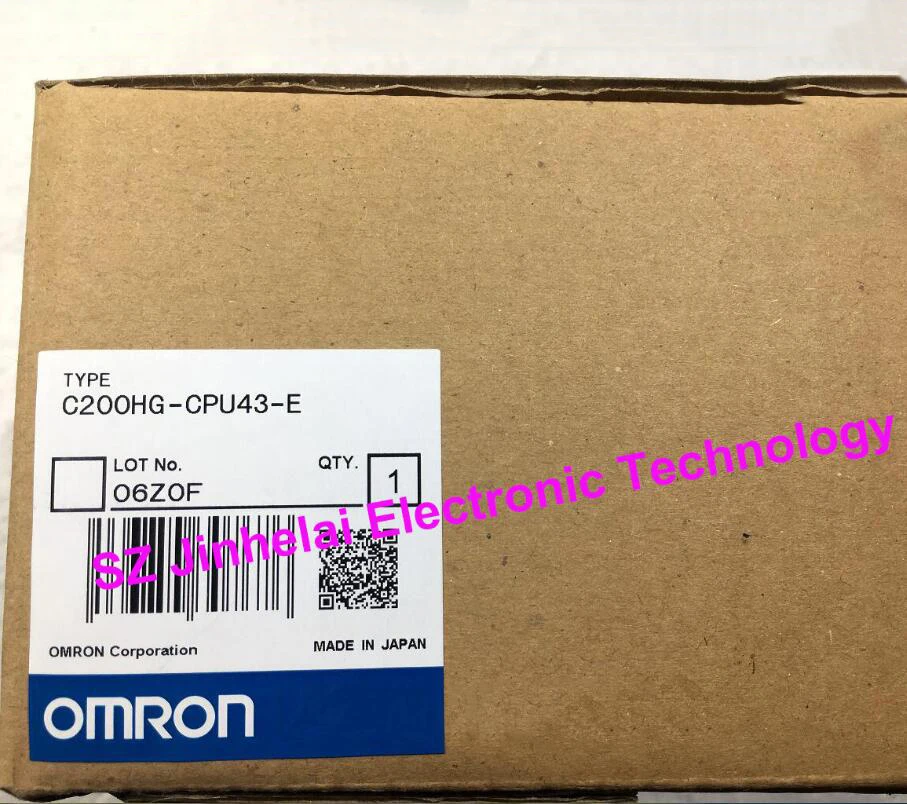 TYPE
C200HG-CPU43-E
LOT No.
QTY.
06Z0F
1
SZ Jinhelai Electronic Technology
OMRON Corporation
MADE IN JAPAN
OMRON